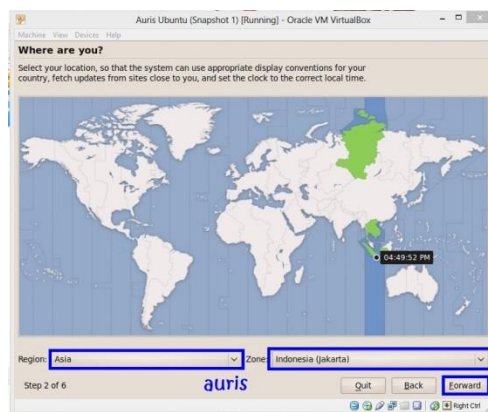 Auris Ubuntu (Snapshot 1) [Running] - Oracle VM VirtualBox
Machine View Devices Help
Where are you?
Select your location, so that the system can use appropriate display conventions for your
country, fetch updates from sites close to you, and set the clock to the correct local time.
04:49:52 PM
Region: Asia Zone: Indonesia (Jakarta)
Step 2 of 6 auris Quit Back Forward
Right Ctrl